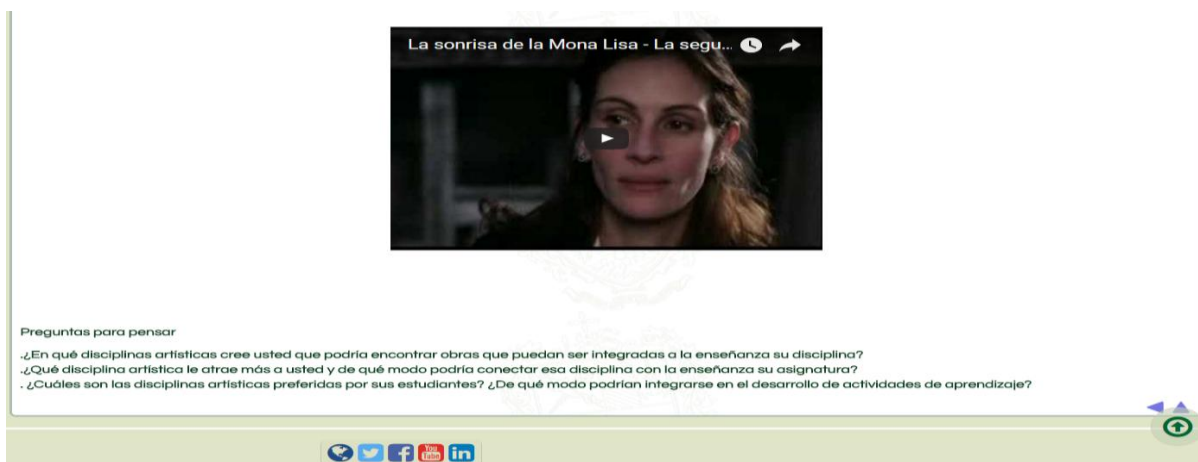 La sonrisa de la Mona Lisa - La segu...
Preguntas para pensar
.¿En qué disciplinas artísticas cree usted que podría encontrar obras que puedan ser integradas a la enseñanza su disciplina?
.¿Qué disciplina artística le atrae más a usted y de qué modo podría conectar esa disciplina con la enseñanza su asignatura?
. ¿Cuáles son las disciplinas artísticas preferidas por sus estudiantes? ¿De qué modo podrían integrarse en el desarrollo de actividades de aprendizaje?
You Tube in